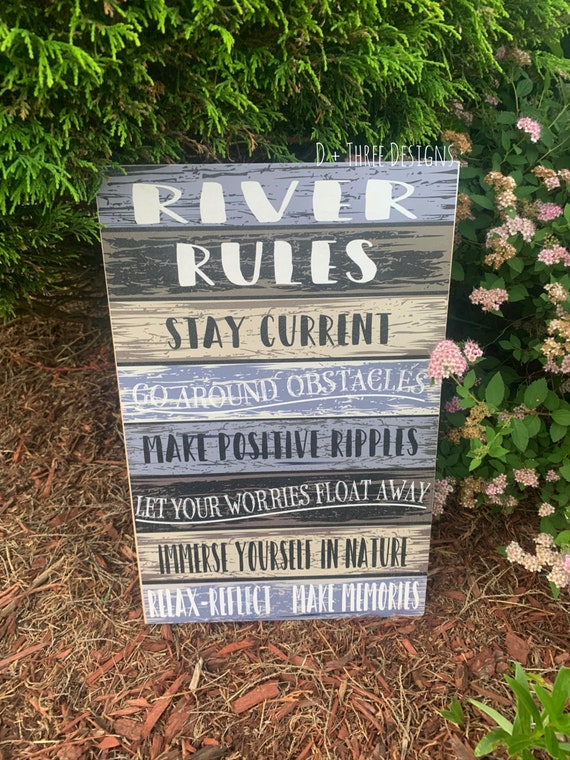 D + Three Designs
RIVER
RULES
STAY CURRENT
GO AROUND OBSTACLES
MAKE POSITIVE RIPPLES
LET YOUR WORRIES FLOAT AWAY
IMMERSE YOURSELF IN NATURE
RELAX-REFLECT MAKE MEMORIES